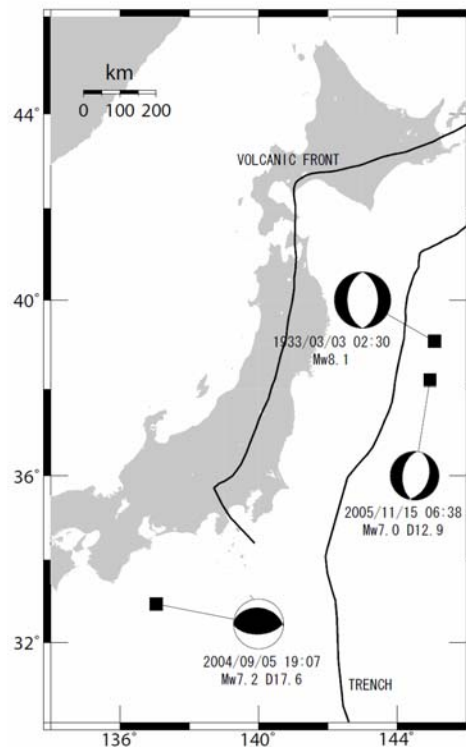 km
0 100 200
44°
VOLCANIC FRONT
40°
1933/03/03 02:30
Mw8.1
36°
2005/11/15 06:38
Mw7.0 D12.9
32°
2004/09/05 19:07
Mw7.2 D17.6
TRENCH
136° 140° 144°